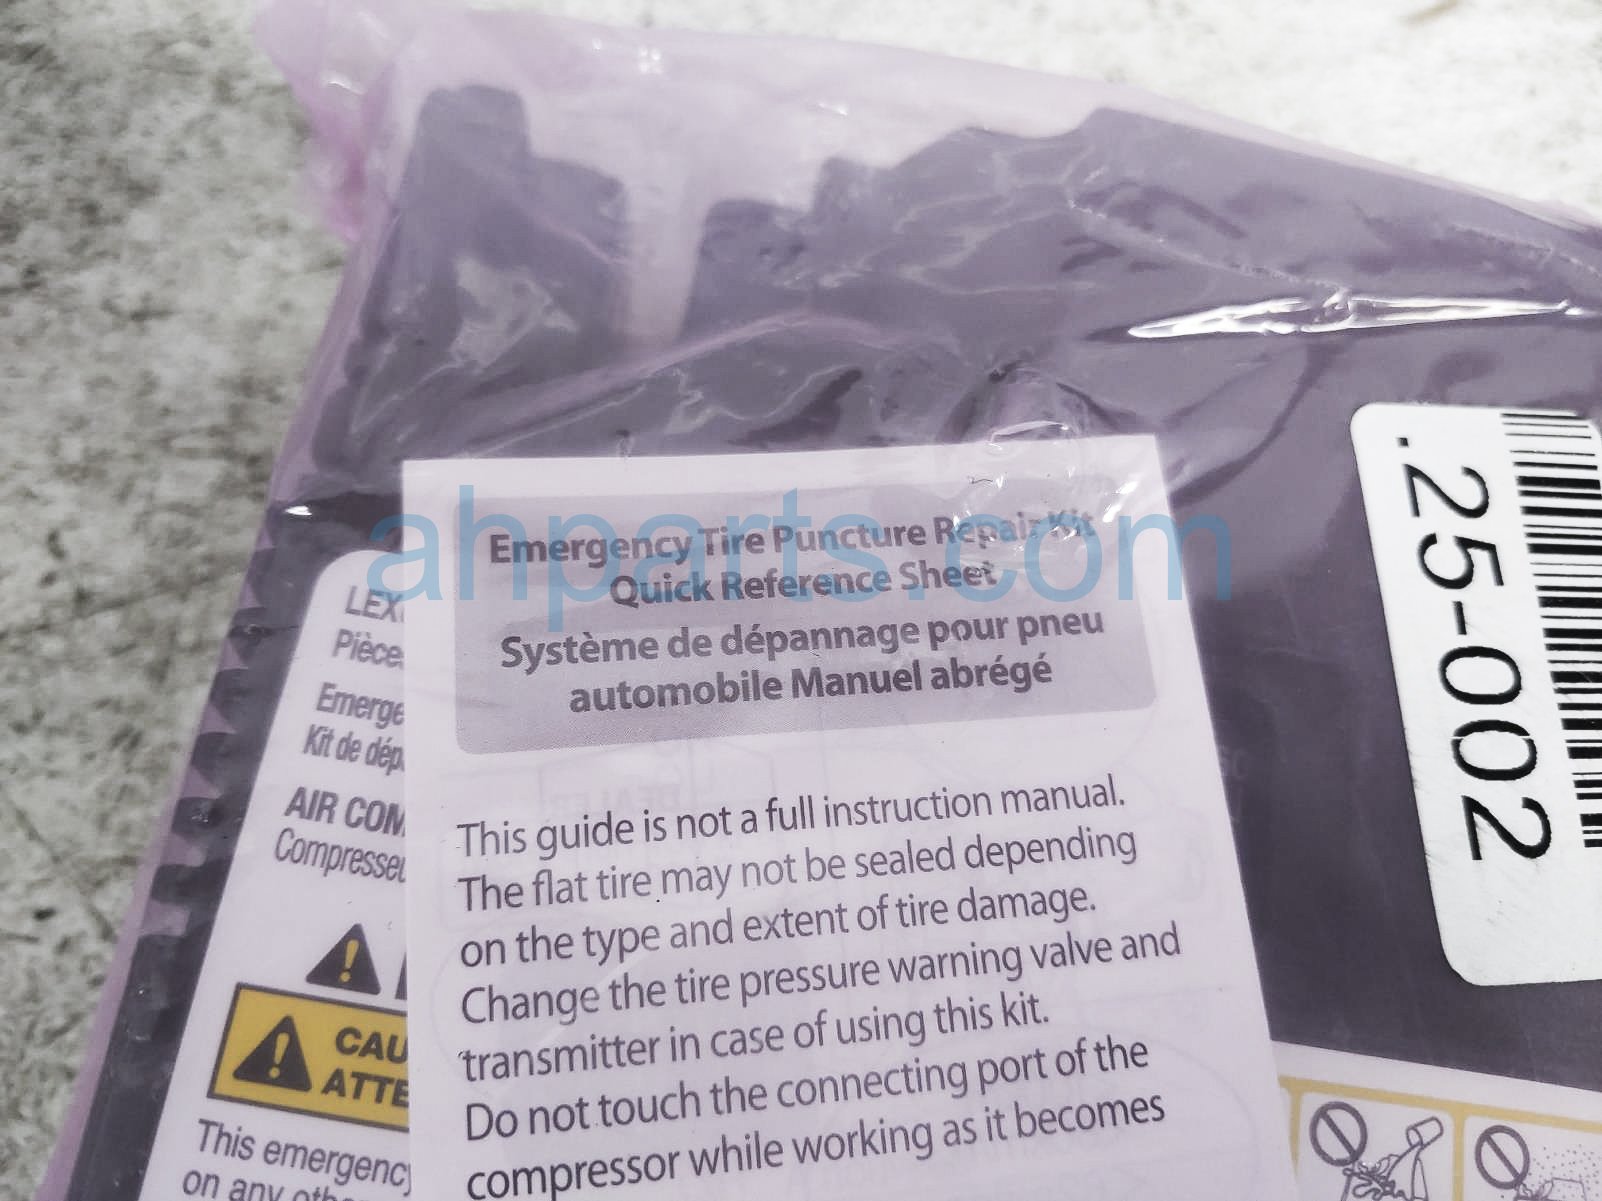 ahparts.com
Emergency Tire Puncture Repair Kit
Quick Reference Sheet
Système de dépannage pour pneu
automobile Manuel abrégé
This guide is not a full instruction manual.
The flat tire may not be sealed depending
on the type and extent of tire damage.
Change the tire pressure warning valve and
transmitter in case of using this kit.
Do not touch the connecting port of the
compressor while working as it becomes
LEX
Pièce
Emerge
Kit de dép
AIR COM
Compresseu
CAU
ATTE
This emergency
on any oth
.25-002